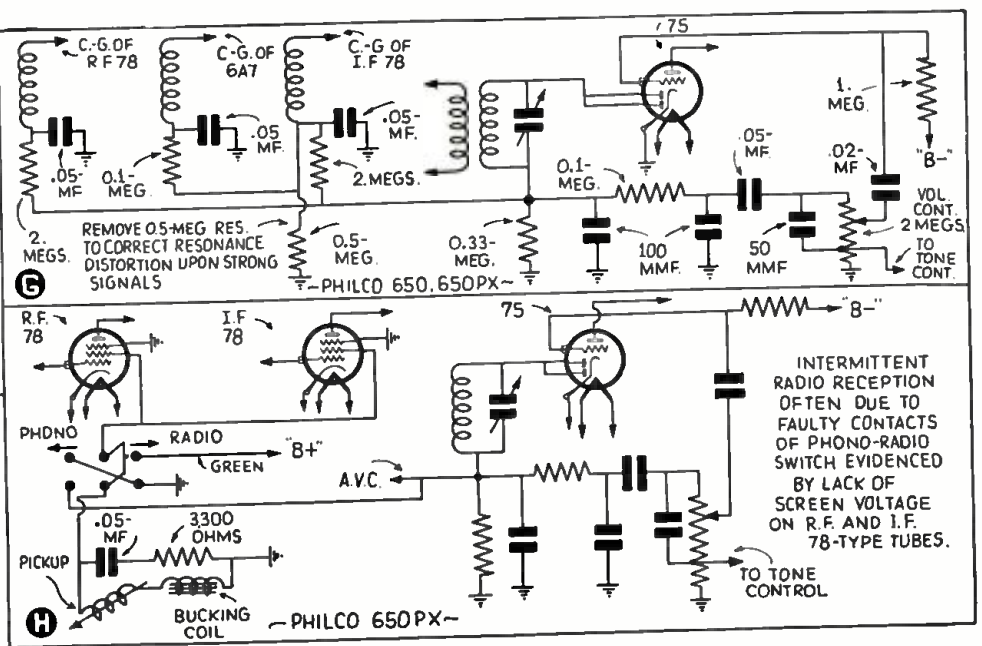 C.-G. OF
R F 78
C.-G. OF
6A7
C.-G. OF
I.F 78
75
.05-
MF.
.05
MF.
.05-
MF.
1.
MEG.
"B-"
0.1-
MEG.
2. MEGS.
0.1-
MEG.
.05-
MF.
.02-
MF
VOL.
CONT.
2 MEGS.
TO
TONE
CONT.
2.
MEGS.
REMOVE 0.5-MEG RES.
TO CORRECT RESONANCE
DISTORTION UPON STRONG
SIGNALS
0.5-
MEG.
0.33-
MEG.
100
MMF.
50
MMF
G
~PHILCO 650, 650PX~
R.F.
78
I.F
78
75
"B-"
INTERMITTENT
RADIO RECEPTION
OFTEN DUE TO
FAULTY CONTACTS
OF PHONO-RADIO
SWITCH EVIDENCED
BY LACK OF
SCREEN VOLTAGE
ON R.F. AND I.F.
78-TYPE TUBES.
PHONO
RADIO
GREEN
"B+"
A.V.C.
.05-
MF
3,300
OHMS
PICKUP
BUCKING
COIL
TO TONE
CONTROL
H
~PHILCO 650PX~